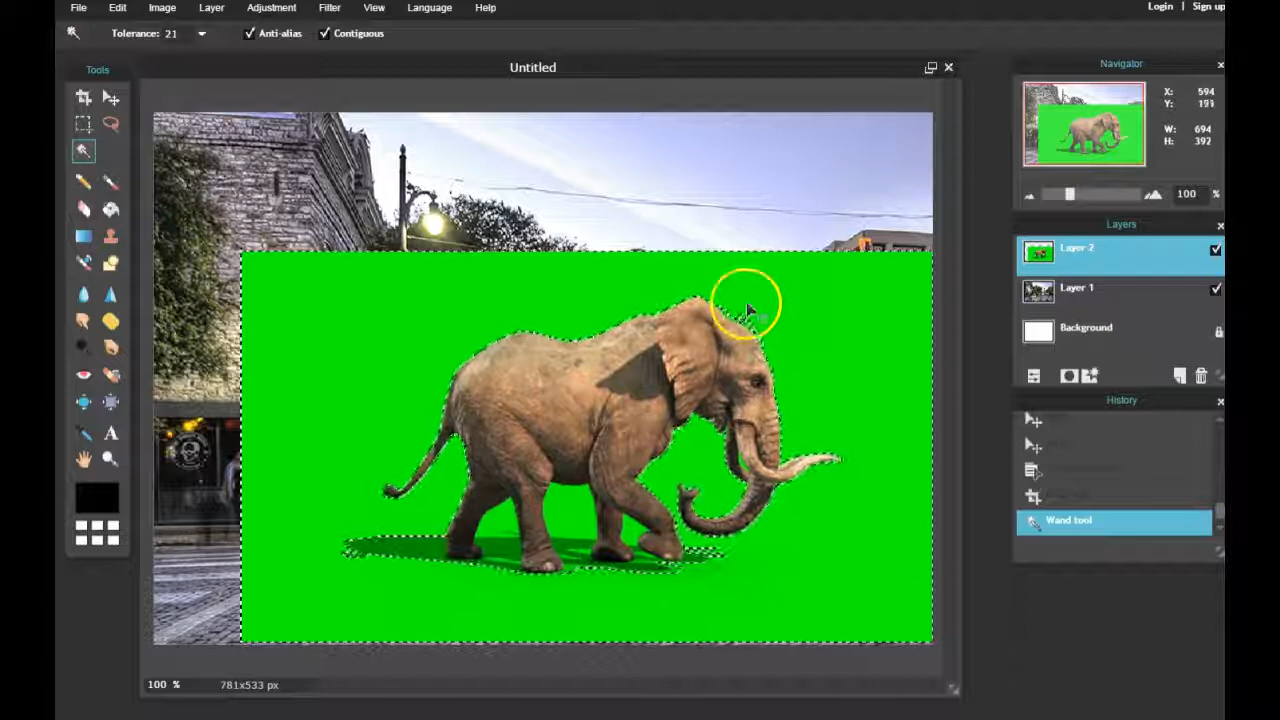 File Edit Image Layer Adjustment Filter View Language Help Login | Sign up
Tolerance: 21 Anti-alias Contiguous
Tools
Untitled
Navigator
X: 594
Y: 191
W: 694
H: 392
100 %
Layers
Layer 2
Layer 1
Background
History
Wand tool
100 % 781x533 px